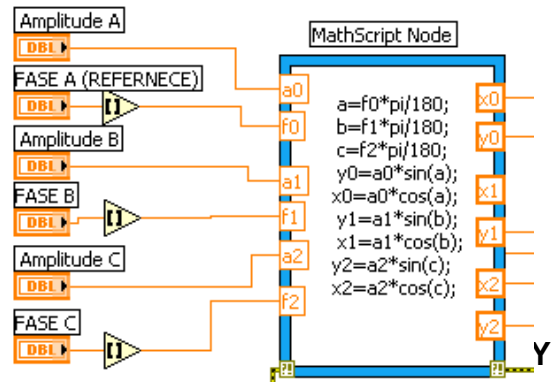 Amplitude A
DBL
FASE A (REFERNECE)
DBL
Amplitude B
DBL
FASE B
DBL
Amplitude C
DBL
FASE C
DBL
MathScript Node
a0
f0
a1
f1
a2
f2
a=f0*pi/180;
b=f1*pi/180;
c=f2*pi/180;
y0=a0*sin(a);
x0=a0*cos(a);
y1=a1*sin(b);
x1=a1*cos(b);
y2=a2*sin(c);
x2=a2*cos(c);
x0
y0
x1
y1
x2
y2
Y